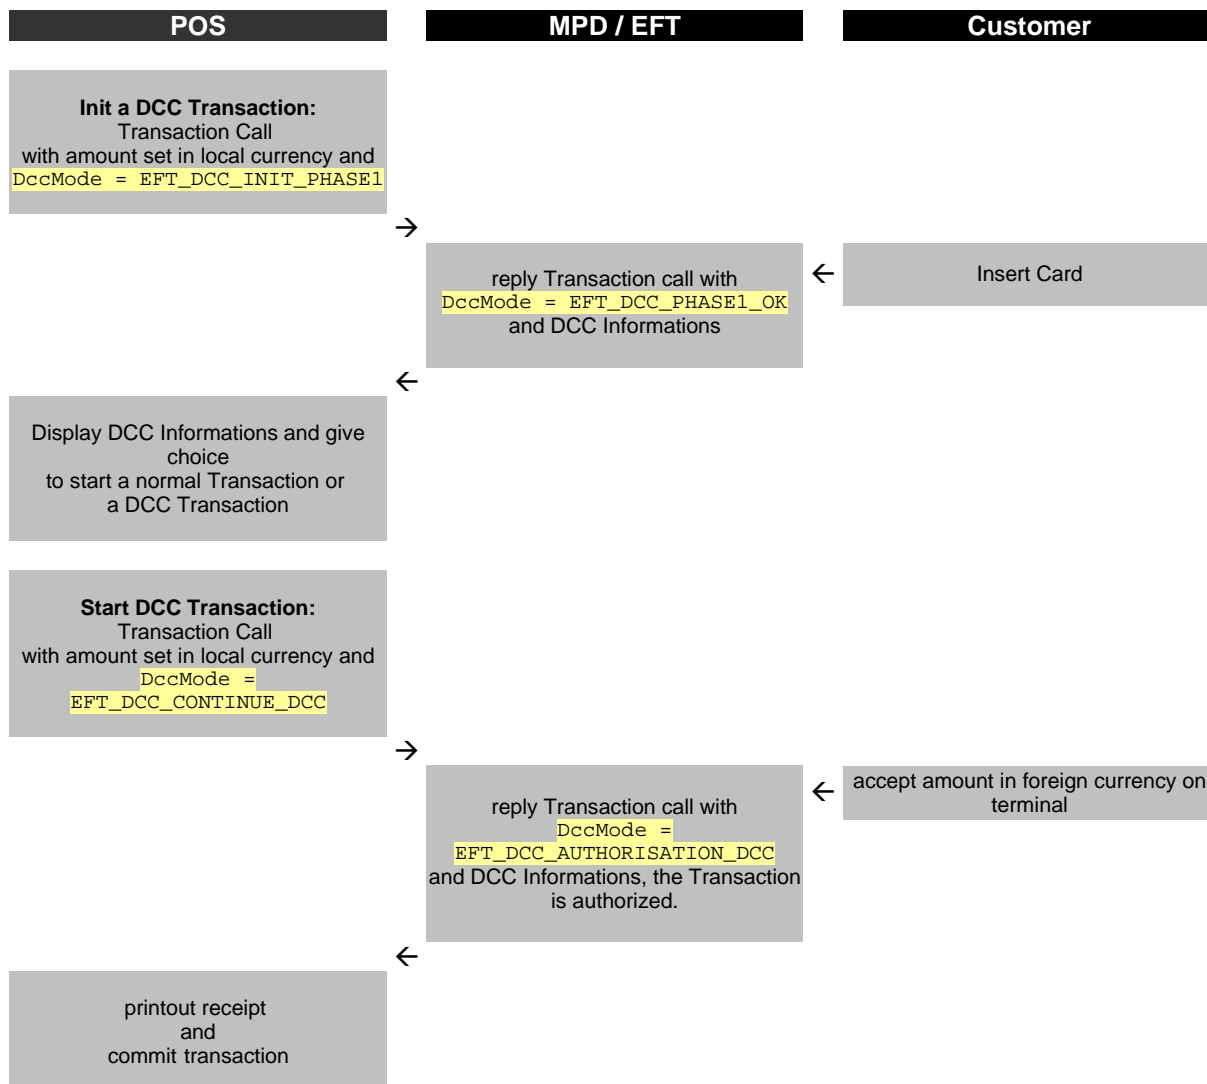 POS
MPD / EFT
Customer
Init a DCC Transaction:
Transaction Call
with amount set in local currency and
DccMode = EFT_DCC_INIT_PHASE1
→
reply Transaction call with
DccMode = EFT_DCC_PHASE1_OK
and DCC Informations
←
Insert Card
←
Display DCC Informations and give
choice
to start a normal Transaction or
a DCC Transaction
Start DCC Transaction:
Transaction Call
with amount set in local currency and
DccMode =
EFT_DCC_CONTINUE_DCC
→
reply Transaction call with
DccMode =
EFT_DCC_AUTHORISATION_DCC
and DCC Informations, the Transaction
is authorized.
←
accept amount in foreign currency on
terminal
←
printout receipt
and
commit transaction